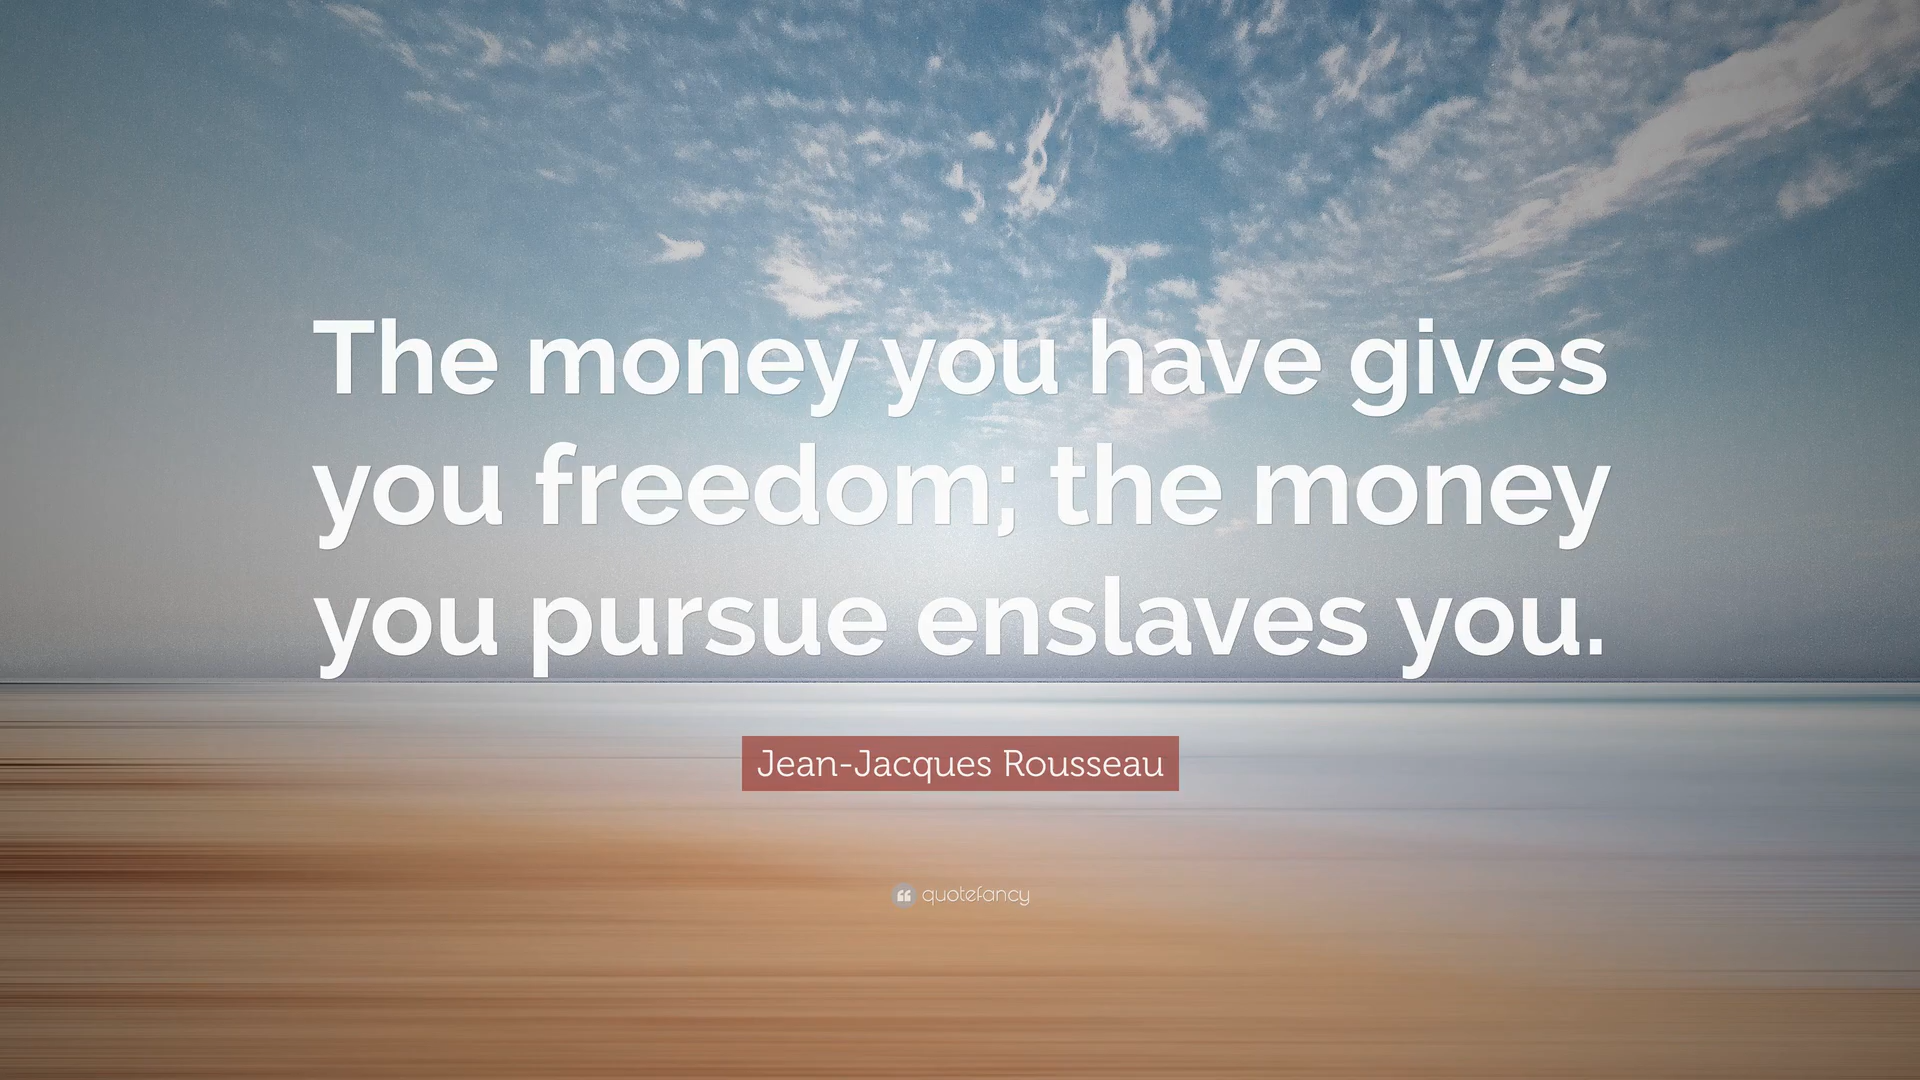 The money you have gives
you freedom; the money
you pursue enslaves you.
Jean-Jacques Rousseau
quotefancy